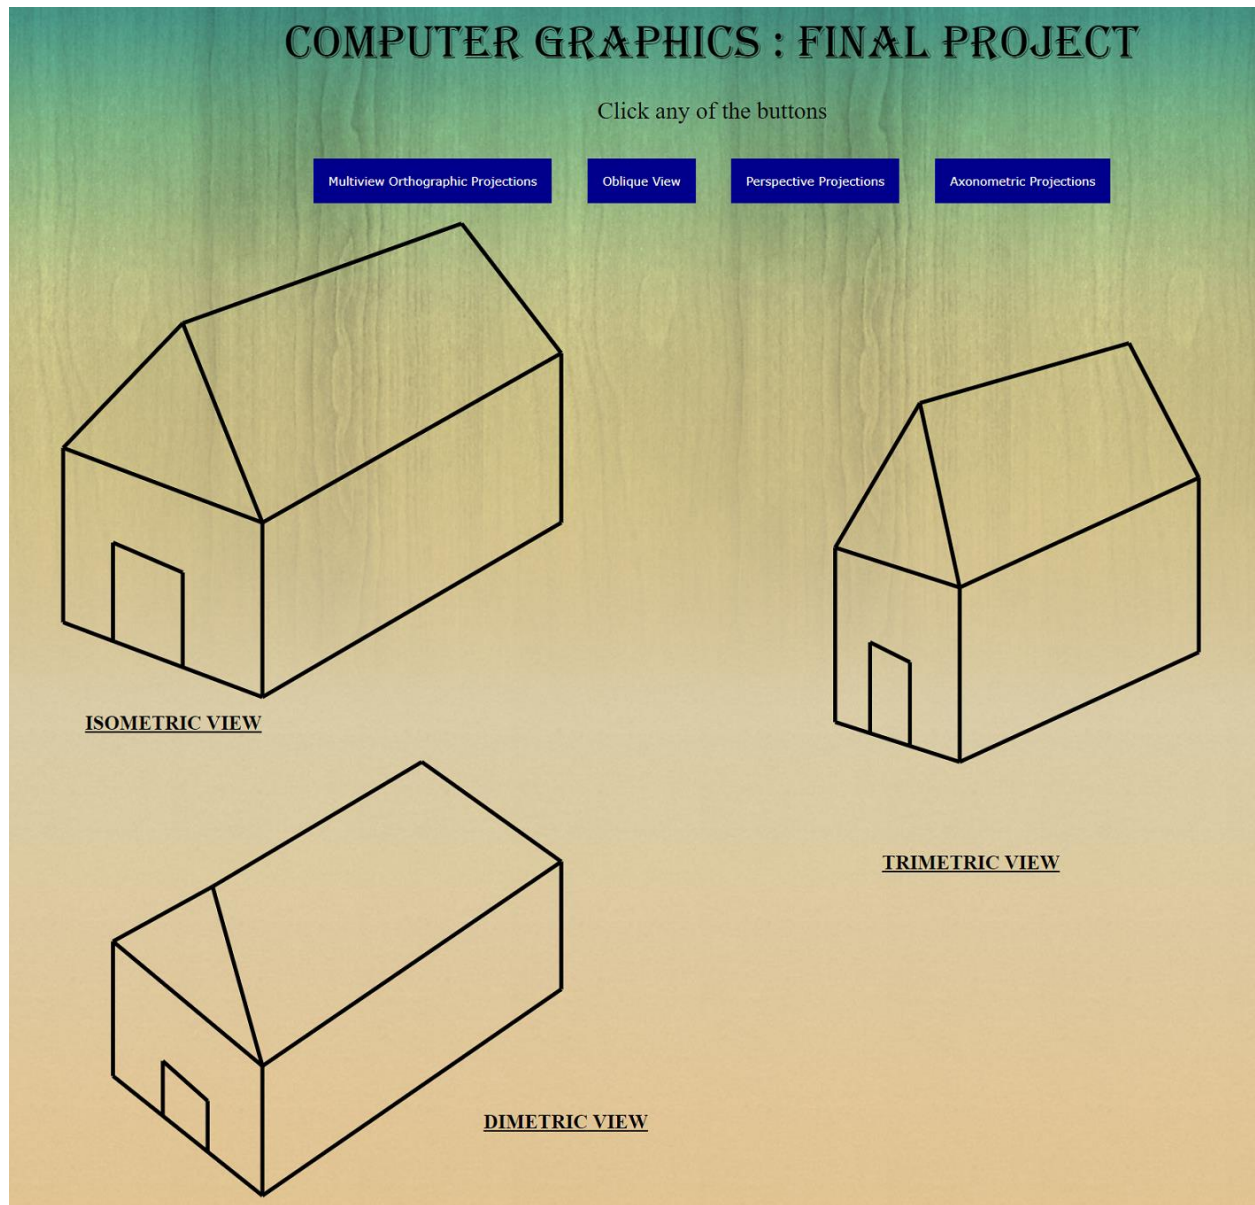 COMPUTER GRAPHICS : FINAL PROJECT
Click any of the buttons
Multiview Orthographic Projections
Oblique View
Perspective Projections
Axonometric Projections
ISOMETRIC VIEW
TRIMETRIC VIEW
DIMETRIC VIEW